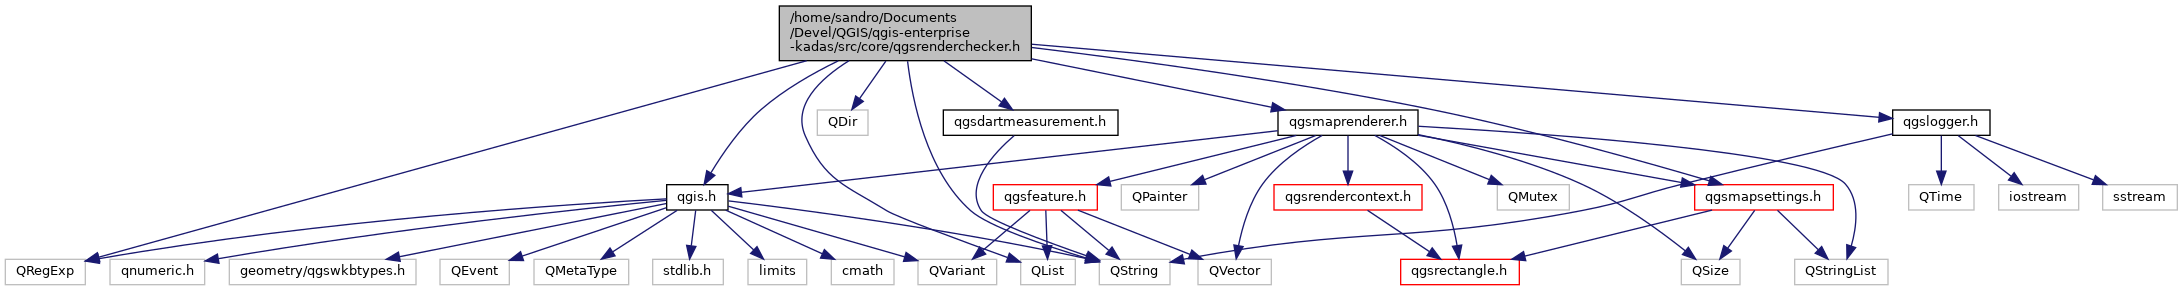 /home/sandro/Documents
/Devel/QGIS/qgis-enterprise
-kadas/src/core/qgsrenderchecker.h
QDir
qgsdartmeasurement.h
qgsmaprenderer.h
qgslogger.h
qgis.h
qgsfeature.h
QPainter
qgsrendercontext.h
QMutex
qgsmapsettings.h
QTime
iostream
sstream
QRegExp
qnumeric.h
geometry/qgswkbtypes.h
QEvent
QMetaType
stdlib.h
limits
cmath
QVariant
QList
QString
QVector
qgsrectangle.h
QSize
QStringList